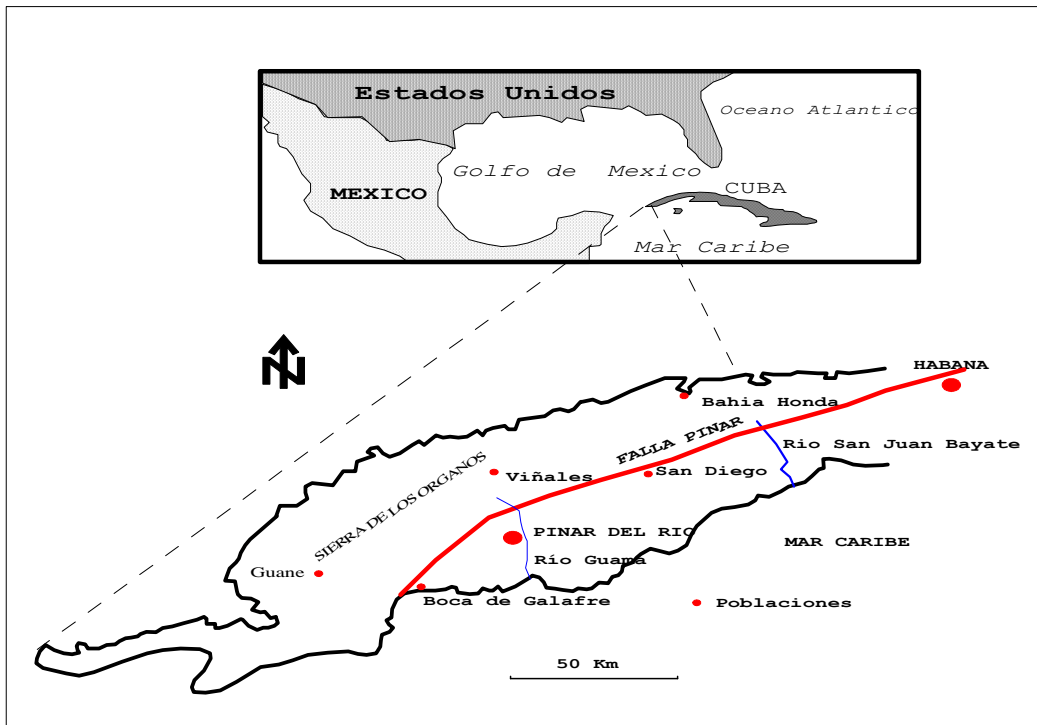 Estados Unidos
Oceano Atlantico
Golfo de Mexico
MEXICO
CUBA
Mar Caribe
N
HABANA
Bahia Honda
FALLA PINAR
Rio San Juan Bayate
San Diego
Viñales
SIERRA DE LOS ORGANOS
PINAR DEL RIO
MAR CARIBE
Río Guama
Guane
Boca de Galafre
Poblaciones
50 Km